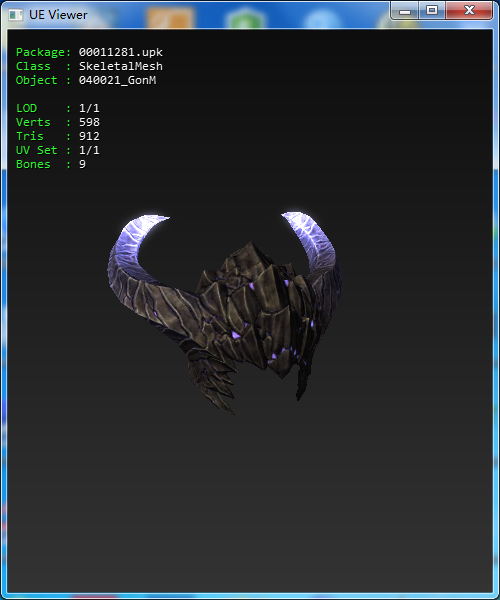 UE Viewer
Package: 00011281.upk
Class : SkeletalMesh
Object : 040021_GonM
LOD : 1/1
Verts : 598
Tris : 912
UV Set : 1/1
Bones : 9